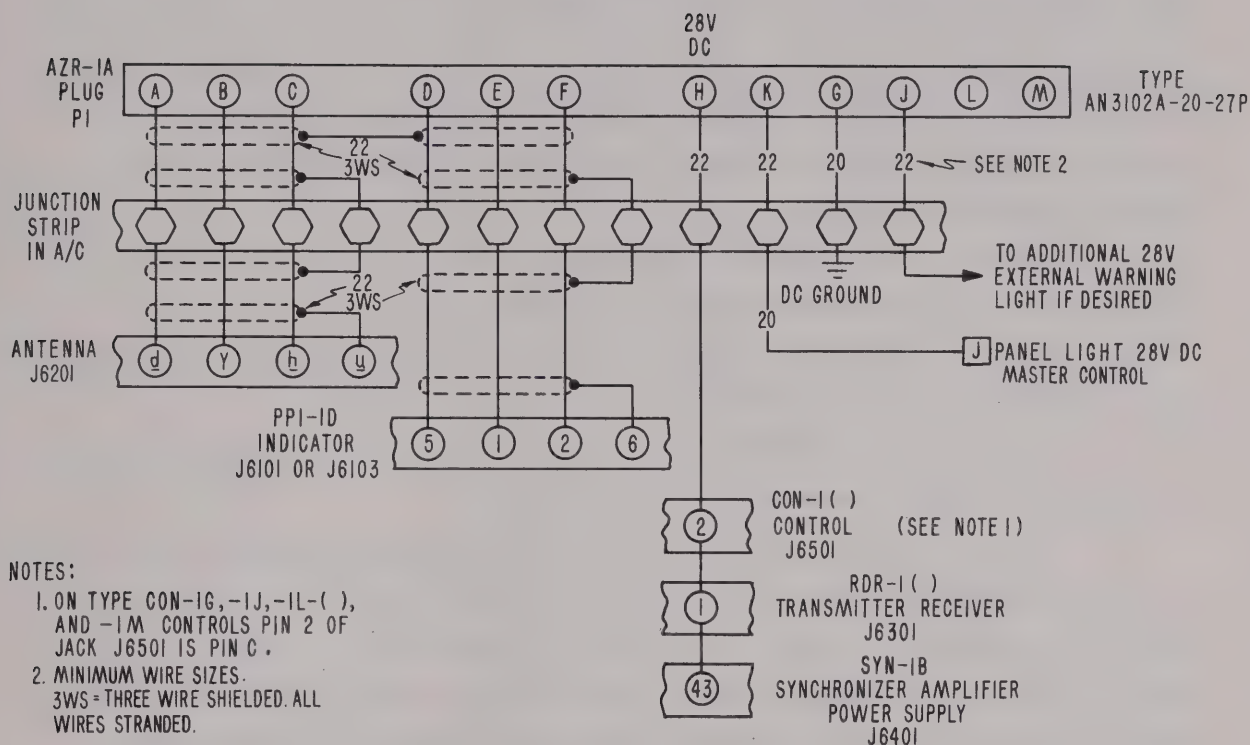 28V
DC
AZR-1A
PLUG
P1
A B C D E F H K G J L M
TYPE
AN3102A-20-27P
22
3WS
22 22 20 22
SEE NOTE 2
JUNCTION
STRIP
IN A/C
22
3WS
DC GROUND
TO ADDITIONAL 28V
EXTERNAL WARNING
LIGHT IF DESIRED
20
ANTENNA
J6201
d Y h u
J PANEL LIGHT 28V DC
MASTER CONTROL
PPI-1D
INDICATOR
J6101 OR J6103
5 1 2 6
2
CON-1( )
CONTROL (SEE NOTE 1)
J6501
1
RDR-1( )
TRANSMITTER RECEIVER
J6301
43
SYN-1B
SYNCHRONIZER AMPLIFIER
POWER SUPPLY
J6401
NOTES:
1. ON TYPE CON-1G,-1J,-1L-( ),
AND -1M CONTROLS PIN 2 OF
JACK J6501 IS PIN C.
2. MINIMUM WIRE SIZES.
3WS=THREE WIRE SHIELDED. ALL
WIRES STRANDED.